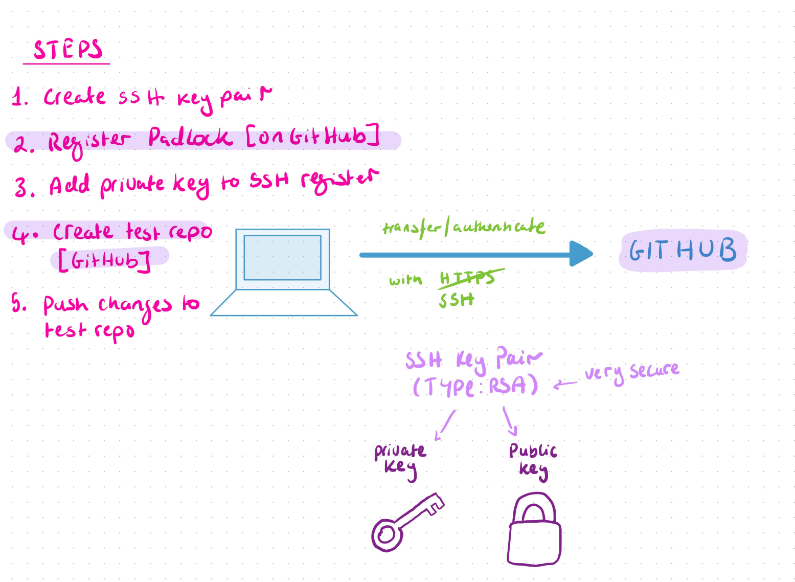 STEPS
1. Create SSH key pair
2. Register Padlock [on GitHub]
3. Add private key to SSH register
4. Create test repo
[GitHub]
5. Push changes to
test repo
transfer/authenticate
with HTTPS
SSH
GITHUB
SSH Key Pair
(TYPE: RSA)
very secure
private
key
Public
key